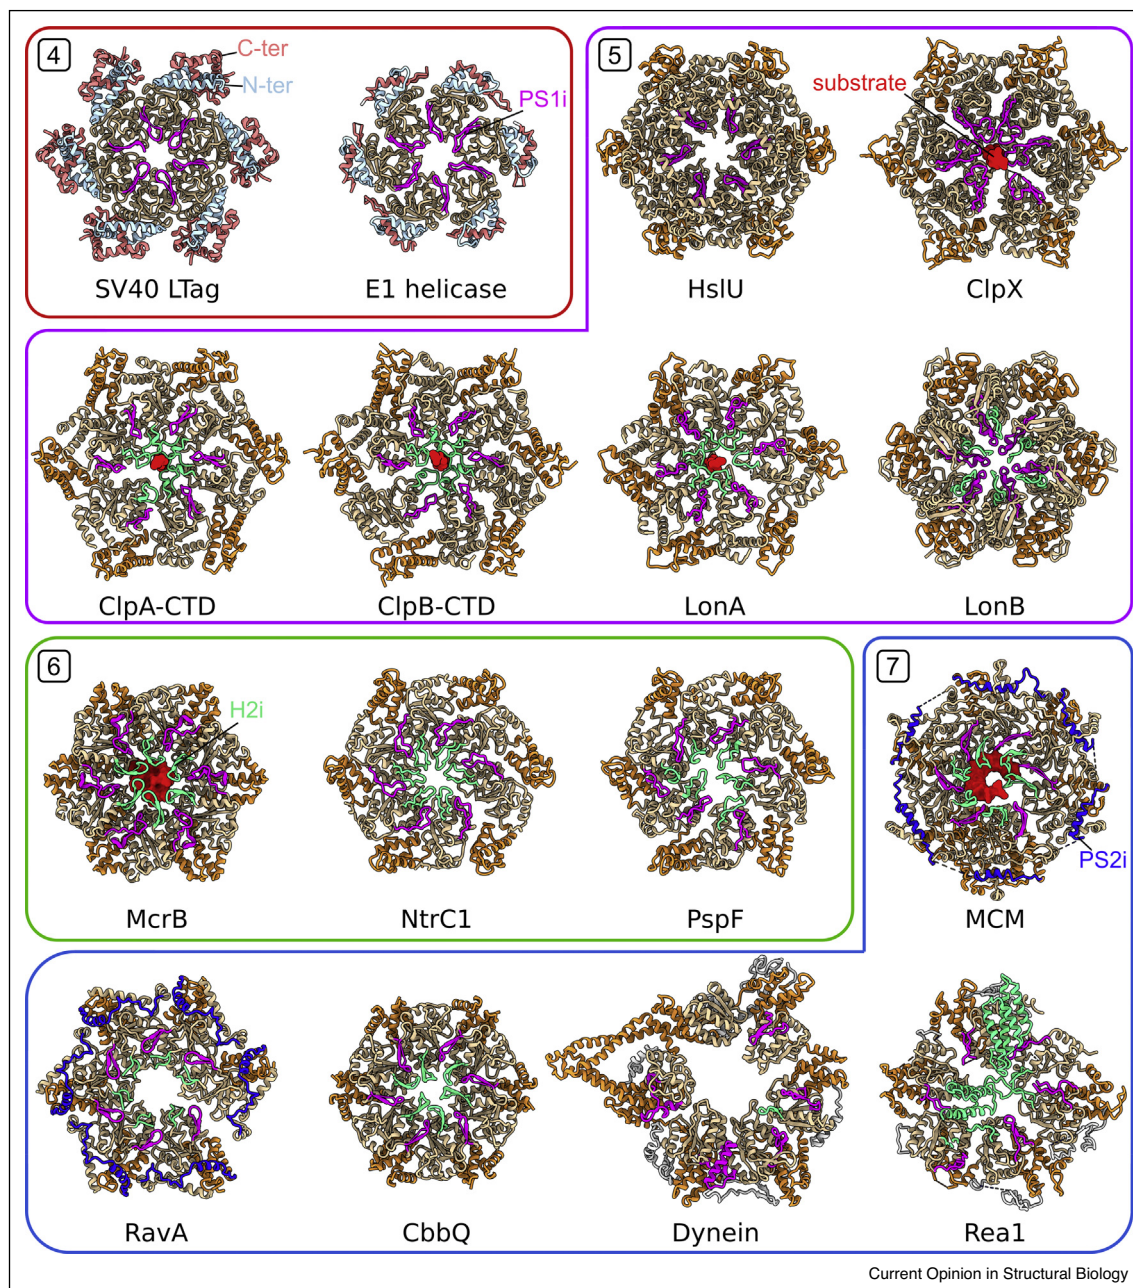 4
C-ter
N-ter
PS1i
SV40 LTag
E1 helicase
5
substrate
HslU
ClpX
ClpA-CTD
ClpB-CTD
LonA
LonB
6
H2i
McrB
NtrC1
PspF
7
PS2i
MCM
RavA
CbbQ
Dynein
Rea1
Current Opinion in Structural Biology